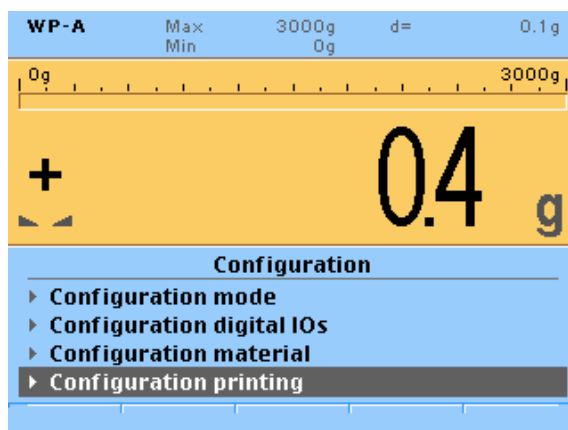 WP-A Max 3000g d= 0.1g
Min 0g
0g 3000g
+ 0.4 g
Configuration
Configuration mode
Configuration digital IOs
Configuration material
Configuration printing